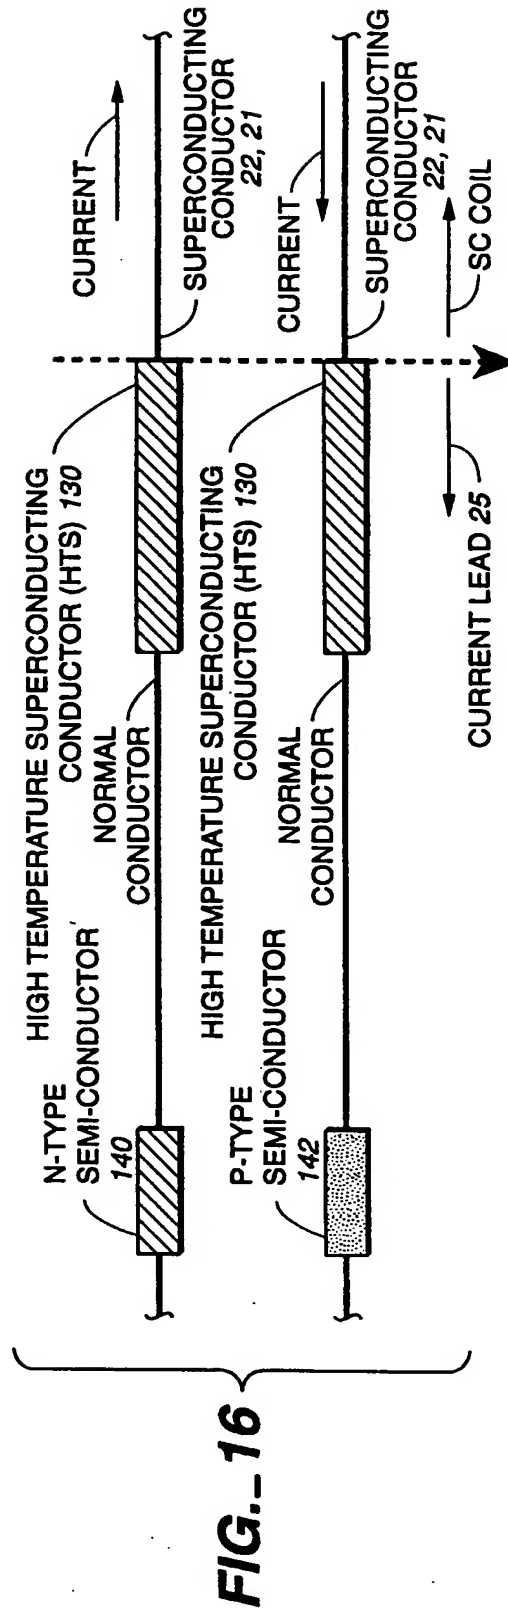 FIG._16
N-TYPE
SEMI-CONDUCTOR
140
HIGH TEMPERATURE SUPERCONDUCTING
CONDUCTOR (HTS) 130
NORMAL
CONDUCTOR
CURRENT
SUPERCONDUCTING
CONDUCTOR
22, 21
P-TYPE
SEMI-CONDUCTOR
142
HIGH TEMPERATURE SUPERCONDUCTING
CONDUCTOR (HTS) 130
NORMAL
CONDUCTOR
CURRENT
SUPERCONDUCTING
CONDUCTOR
22, 21
CURRENT LEAD 25
SC COIL